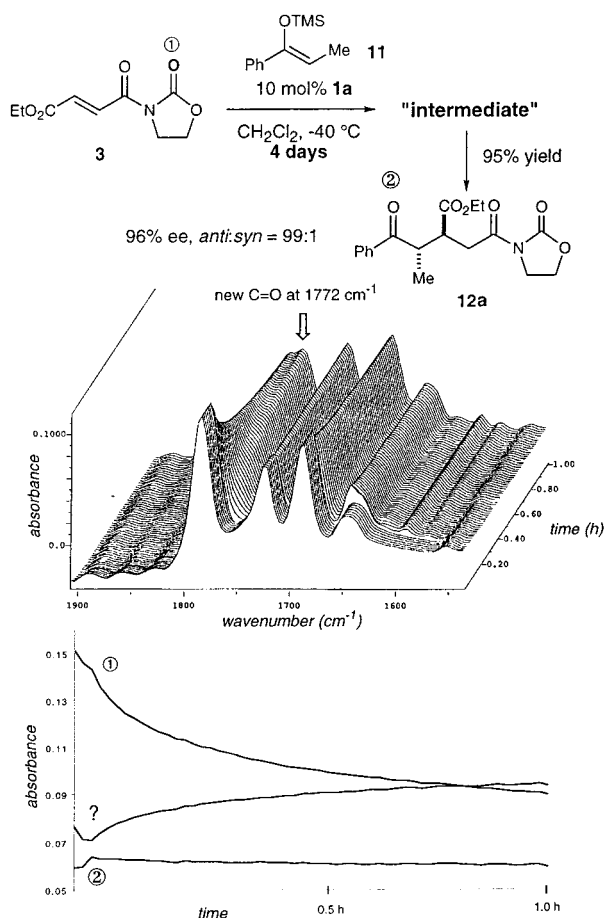 OTMS
Me
Ph
11
10 mol% 1a
CH2Cl2, -40 °C
4 days
①
O O
EtO2C N O
3
"intermediate"
95% yield
②
O CO2Et O O
Ph N O
Me
12a
96% ee, anti:syn = 99:1
new C=O at 1772 cm-1
absorbance
0.1000
0.0
1900 1800 1700 1600
wavenumber (cm-1)
1.00
0.80
0.60
0.40
0.20
time (h)
absorbance
0.15
0.13
0.11
0.09
0.07
0.05
①
?
②
time 0.5 h 1.0 h